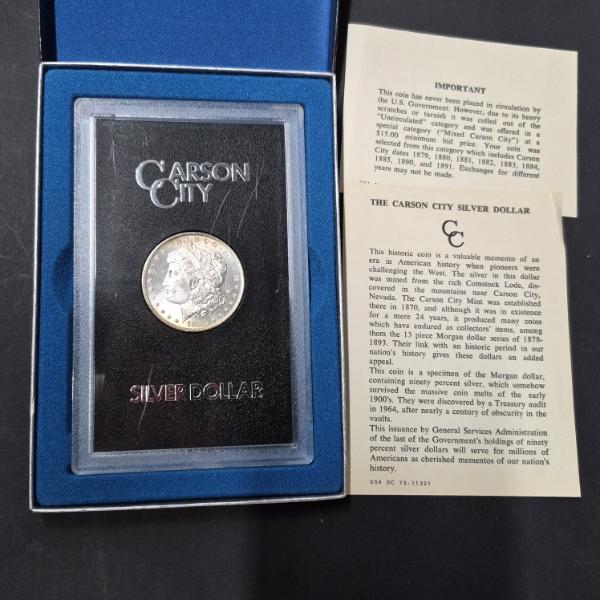 CARSON
CITY
SILVER DOLLAR
IMPORTANT
This coin has never been placed in circulation by
the U.S. Government. However, due to its heavy
scratches or tarnish it was culled out of the
"Uncirculated" category and was offered in a
special category ("Mixed Carson City") at a
$15.00 minimum bid price. Your coin was
selected from this category which includes Carson
City dates 1879, 1880, 1881, 1882, 1883, 1884,
1885, 1890, and 1891. Exchanges for different
years may not be made.
THE CARSON CITY SILVER DOLLAR
CC
This historic coin is a valuable memento of an
era in American history when pioneers were
challenging the West. The silver in this dollar
was mined from the rich Comstock Lode, dis-
covered in the mountains near Carson City,
Nevada. The Carson City Mint was established
there in 1870, and although it was in existence
for a mere 24 years, it produced many coins
which have endured as collectors' items, among
them the 13 piece Morgan dollar series of 1878-
1893. Their link with an historic period in our
nation's history gives these dollars an added
appeal.
This coin is a specimen of the Morgan dollar,
containing ninety percent silver, which somehow
survived the massive coin melts of the early
1900's. They were discovered by a Treasury audit
in 1964, after nearly a century of obscurity in the
vaults.
This issuance by General Services Administration
of the last of the Government's holdings of ninety
percent silver dollars will serve for millions of
Americans as cherished mementos of our nation's
history.
GSA DC 73-11321